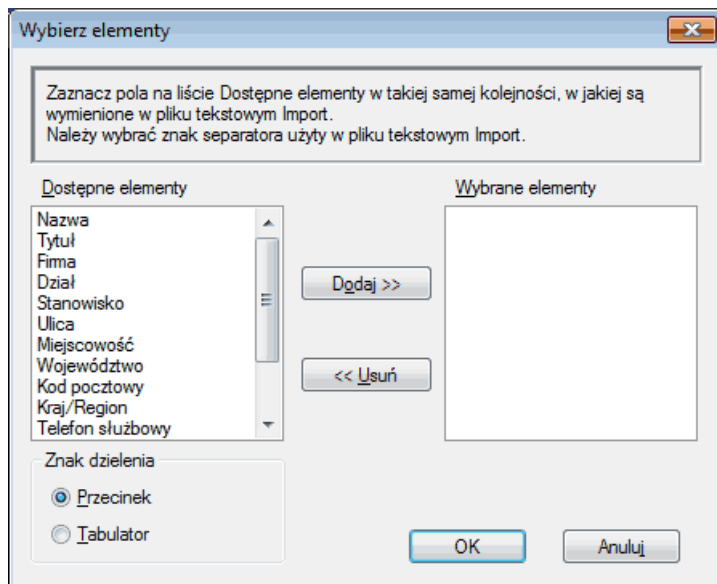 Wybierz elementy
Zaznacz pola na liście Dostępne elementy w takiej samej kolejności, w jakiej są
wymienione w pliku tekstowym Import.
Należy wybrać znak separatora użyty w pliku tekstowym Import.
Dostępne elementy
Wybrane elementy
Nazwa
Tytuł
Firma
Dział
Stanowisko
Ulica
Miejscowość
Województwo
Kod pocztowy
Kraj/Region
Telefon służbowy
Dodaj >>
<< Usuń
Znak dzielenia
Przecinek
Tabulator
OK
Anuluj